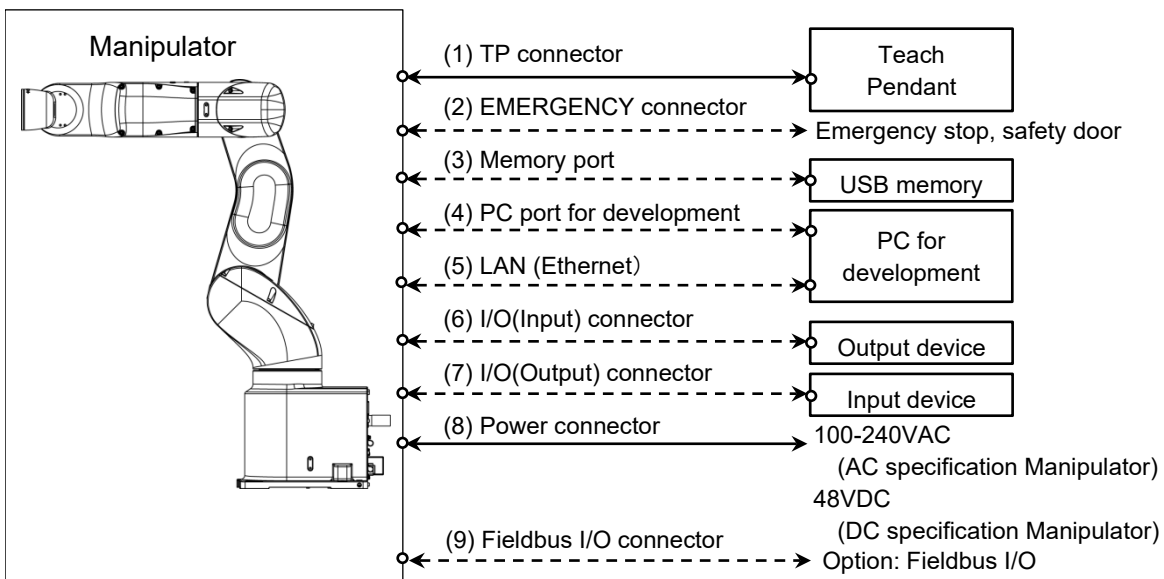 Manipulator
(1) TP connector
Teach
Pendant
(2) EMERGENCY connector
Emergency stop, safety door
(3) Memory port
USB memory
(4) PC port for development
PC for
development
(5) LAN (Ethernet）
(6) I/O(Input) connector
Output device
(7) I/O(Output) connector
Input device
(8) Power connector
100-240VAC
(AC specification Manipulator)
48VDC
(DC specification Manipulator)
(9) Fieldbus I/O connector
Option: Fieldbus I/O